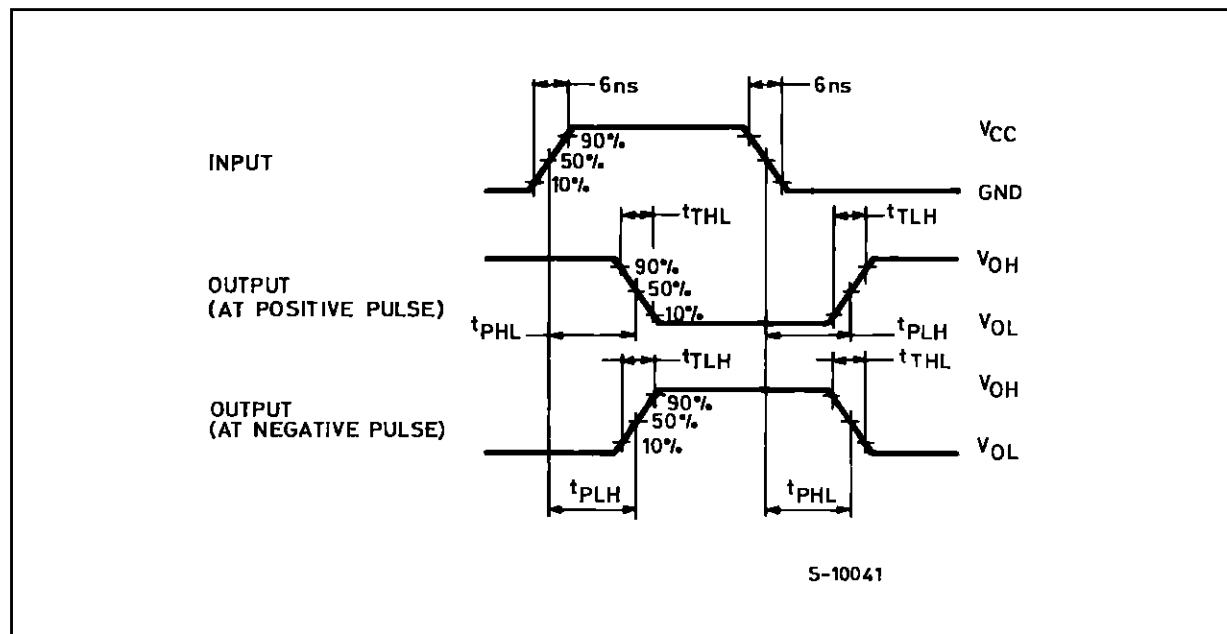 6ns 6ns
INPUT
90%
50%
10%
VCC
GND
tTHL tTLH
OUTPUT
(AT POSITIVE PULSE)
90%
50%
10%
VOH
VOL
tPHL tPLH
tTLH tTHL
OUTPUT
(AT NEGATIVE PULSE)
90%
50%
10%
VOH
VOL
tPLH tPHL
S-10041